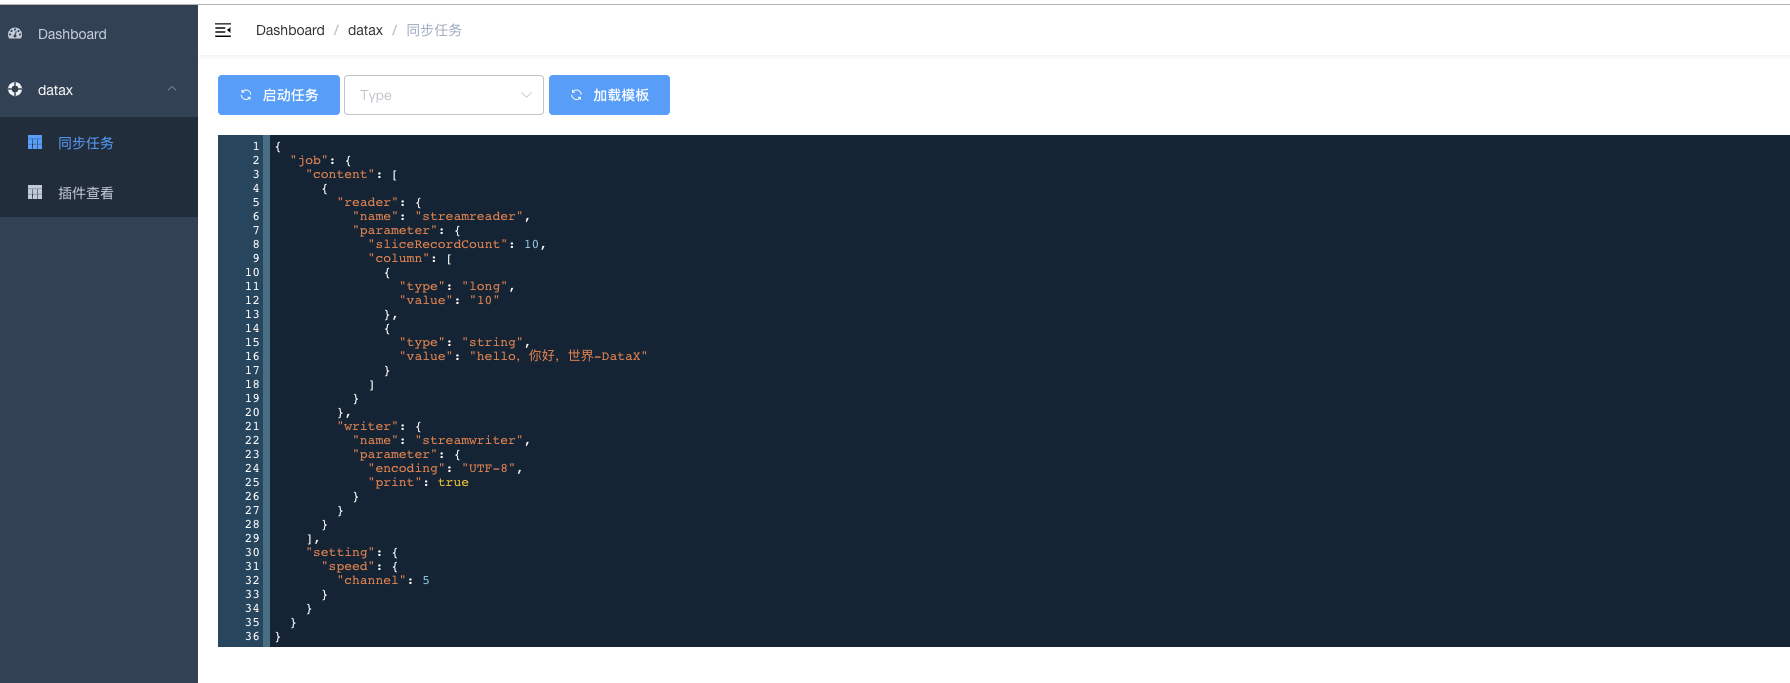 Dashboard
datax
同步任务
插件查看
Dashboard / datax / 同步任务
启动任务 Type 加载模板
1 {
2 "job": {
3 "content": [
4 {
5 "reader": {
6 "name": "streamreader",
7 "parameter": {
8 "sliceRecordCount": 10,
9 "column": [
10 {
11 "type": "long",
12 "value": "10"
13 },
14 {
15 "type": "string",
16 "value": "hello，你好，世界-DataX"
17 }
18 ]
19 }
20 },
21 "writer": {
22 "name": "streamwriter",
23 "parameter": {
24 "encoding": "UTF-8",
25 "print": true
26 }
27 }
28 }
29 ],
30 "setting": {
31 "speed": {
32 "channel": 5
33 }
34 }
35 }
36 }